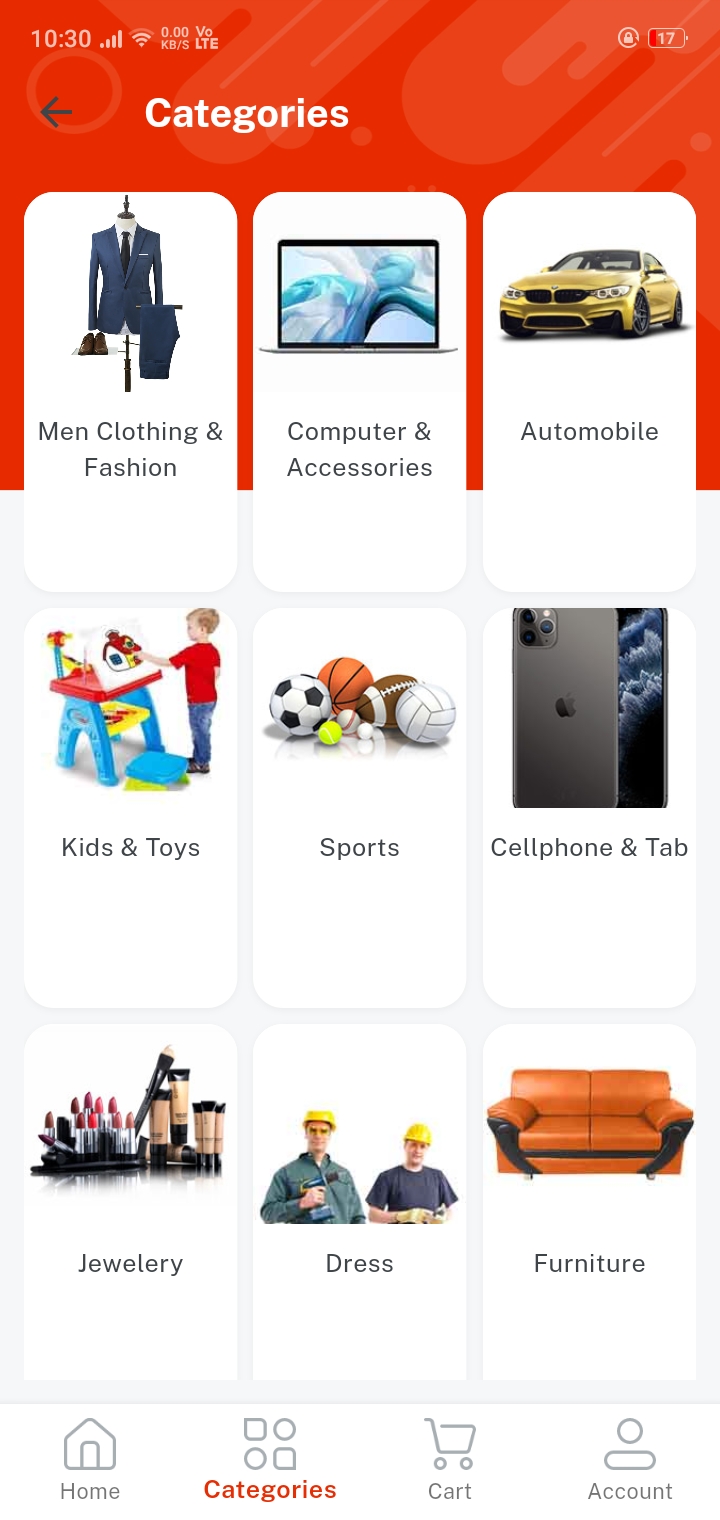 10:30 0.00 KB/S Vo LTE 17
Categories
Men Clothing &
Fashion
Computer &
Accessories
Automobile
Kids & Toys
Sports
Cellphone & Tab
Jewelery
Dress
Furniture
Home
Categories
Cart
Account